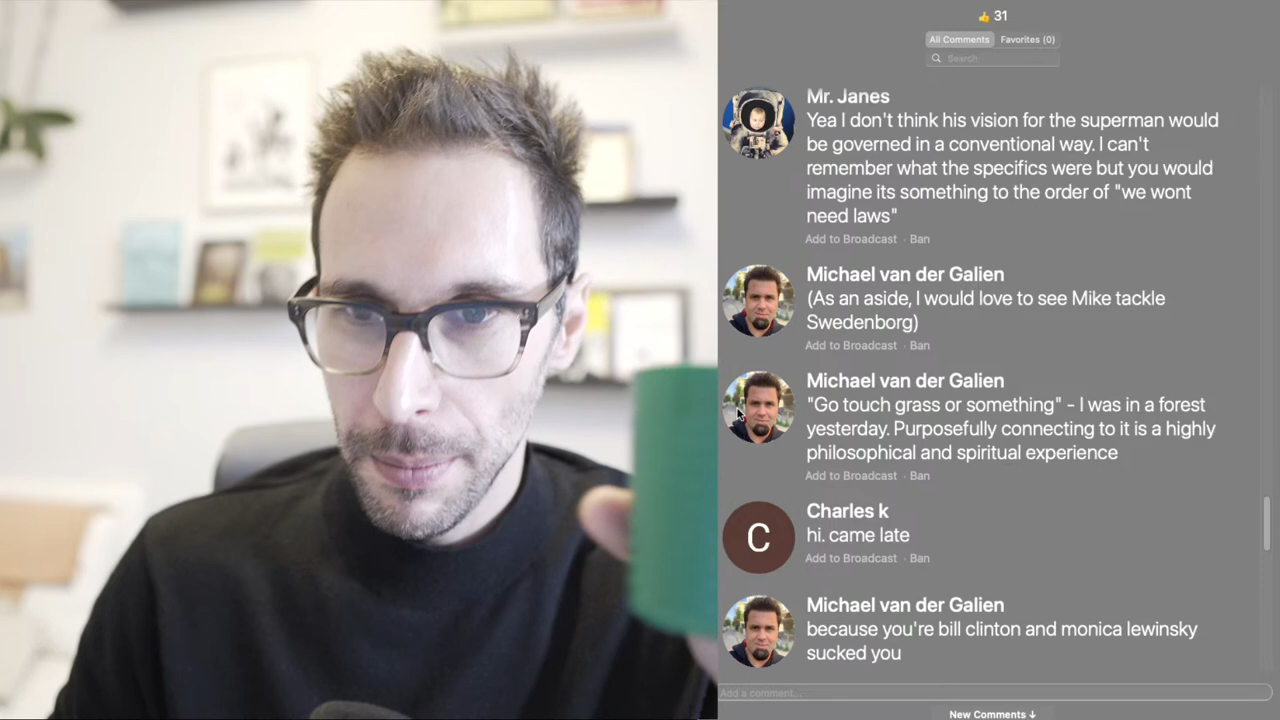 👍 31
All Comments Favorites (0)
Search
Mr. Janes
Yea I don't think his vision for the superman would
be governed in a conventional way. I can't
remember what the specifics were but you would
imagine its something to the order of "we wont
need laws"
Add to Broadcast · Ban
Michael van der Galien
(As an aside, I would love to see Mike tackle
Swedenborg)
Add to Broadcast · Ban
Michael van der Galien
"Go touch grass or something" - I was in a forest
yesterday. Purposefully connecting to it is a highly
philosophical and spiritual experience
Add to Broadcast · Ban
C
Charles k
hi. came late
Add to Broadcast · Ban
Michael van der Galien
because you're bill clinton and monica lewinsky
sucked you
Add a comment...
New Comments ↓